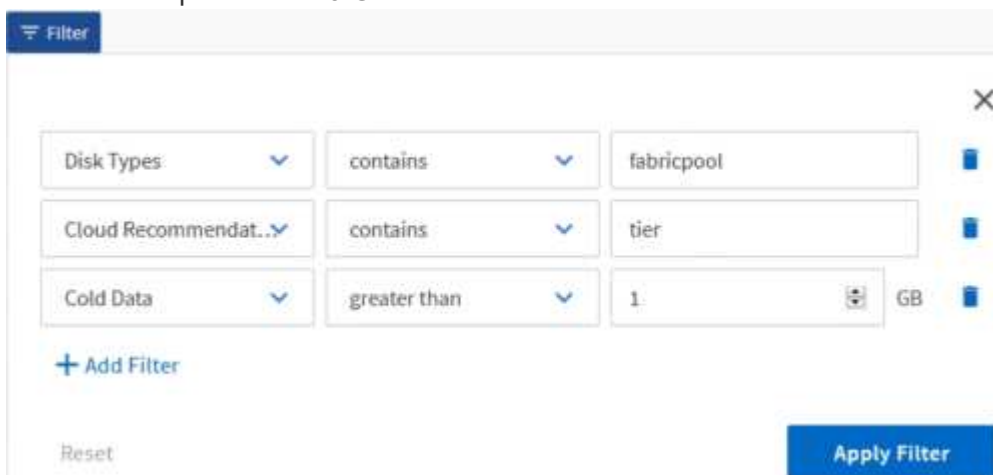 Filter
Disk Types contains fabricpool
Cloud Recommendat... contains tier
Cold Data greater than 1 GB
+ Add Filter
Reset Apply Filter